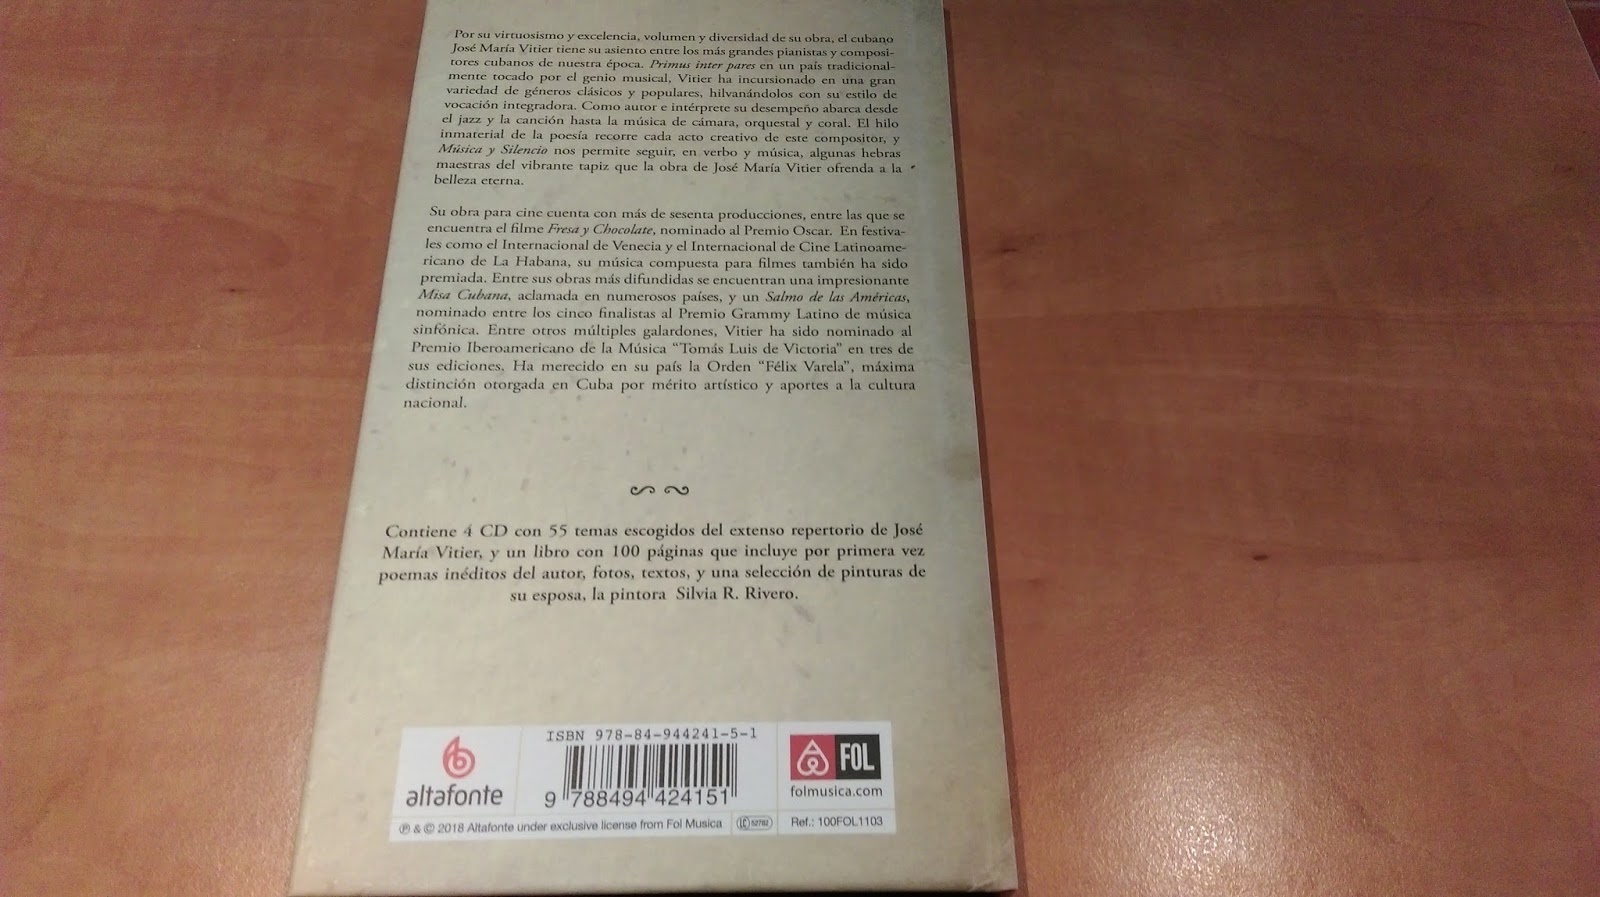 Por su virtuosismo y excelencia, volumen y diversidad de su obra, el cubano
José María Vitier tiene su asiento entre los más grandes pianistas y composi-
tores cubanos de nuestra época. Primus inter pares en un país tradicional-
mente tocado por el genio musical, Vitier ha incursionado en una gran
variedad de géneros clásicos y populares, hilvanándolos con su estilo de
vocación integradora. Como autor e intérprete su desempeño abarca desde
el jazz y la canción hasta la música de cámara, orquestal y coral. El hilo
inmaterial de la poesía recorre cada acto creativo de este compositor, y
Música y Silencio nos permite seguir, en verbo y música, algunas hebras
maestras del vibrante tapiz que la obra de José María Vitier ofrenda a la
belleza eterna.
Su obra para cine cuenta con más de sesenta producciones, entre las que se
encuentra el filme Fresa y Chocolate, nominado al Premio Oscar. En festiva-
les como el Internacional de Venecia y el Internacional de Cine Latinoame-
ricano de La Habana, su música compuesta para filmes también ha sido
premiada. Entre sus obras más difundidas se encuentran una impresionante
Misa Cubana, aclamada en numerosos países, y un Salmo de las Américas,
nominado entre los cinco finalistas al Premio Grammy Latino de música
sinfónica. Entre otros múltiples galardones, Vitier ha sido nominado al
Premio Iberoamericano de la Música “Tomás Luis de Victoria” en tres de
sus ediciones. Ha merecido en su país la Orden “Félix Varela”, máxima
distinción otorgada en Cuba por mérito artístico y aportes a la cultura
nacional.
Contiene 4 CD con 55 temas escogidos del extenso repertorio de José
María Vitier, y un libro con 100 páginas que incluye por primera vez
poemas inéditos del autor, fotos, textos, y una selección de pinturas de
su esposa, la pintora Silvia R. Rivero.
ISBN 978-84-944241-5-1
9 788494 424151
altafonte
FOL
folmusica.com
℗ & © 2018 Altafonte under exclusive license from Fol Musica
LC 52762
Ref.: 100FOL1103